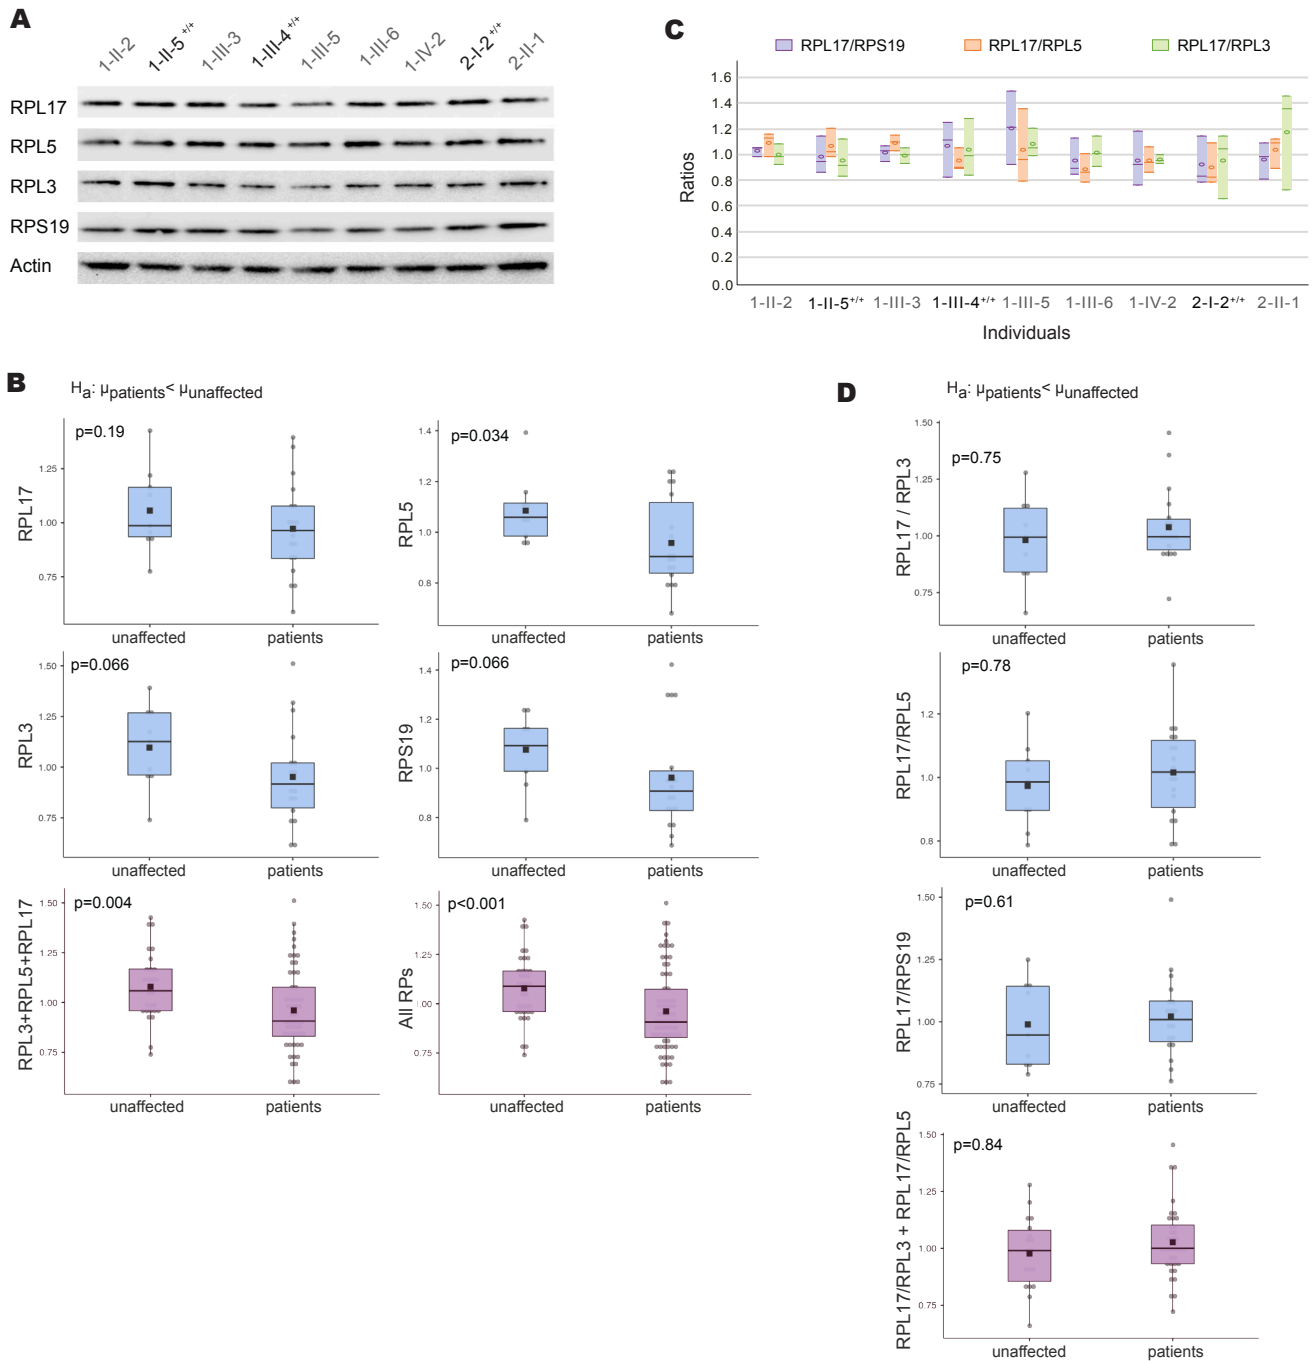 A
1-II-2 1-II-5+/+ 1-III-3 1-III-4+/+ 1-III-5 1-III-6 1-IV-2 2-I-2+/+ 2-II-1
RPL17
RPL5
RPL3
RPS19
Actin
C
RPL17/RPS19 RPL17/RPL5 RPL17/RPL3
Ratios
1.6
1.4
1.2
1.0
0.8
0.6
0.4
0.2
0.0
1-II-2 1-II-5+/+ 1-III-3 1-III-4+/+ 1-III-5 1-III-6 1-IV-2 2-I-2+/+ 2-II-1
Individuals
B
Ha: μpatients< μunaffected
p=0.19
RPL17
1.25
1.00
0.75
unaffected patients
p=0.034
RPL5
1.4
1.2
1.0
0.8
unaffected patients
p=0.066
RPL3
1.50
1.25
1.00
0.75
unaffected patients
p=0.066
RPS19
1.4
1.2
1.0
0.8
unaffected patients
p=0.004
RPL3+RPL5+RPL17
1.50
1.25
1.00
0.75
unaffected patients
p<0.001
All RPs
1.50
1.25
1.00
0.75
unaffected patients
D
Ha: μpatients< μunaffected
p=0.75
RPL17 / RPL3
1.50
1.25
1.00
0.75
unaffected patients
p=0.78
RPL17/RPL5
1.2
1.0
0.8
unaffected patients
p=0.61
RPL17/RPS19
1.50
1.25
1.00
0.75
unaffected patients
p=0.84
RPL17/RPL3 + RPL17/RPL5
1.50
1.25
1.00
0.75
unaffected patients